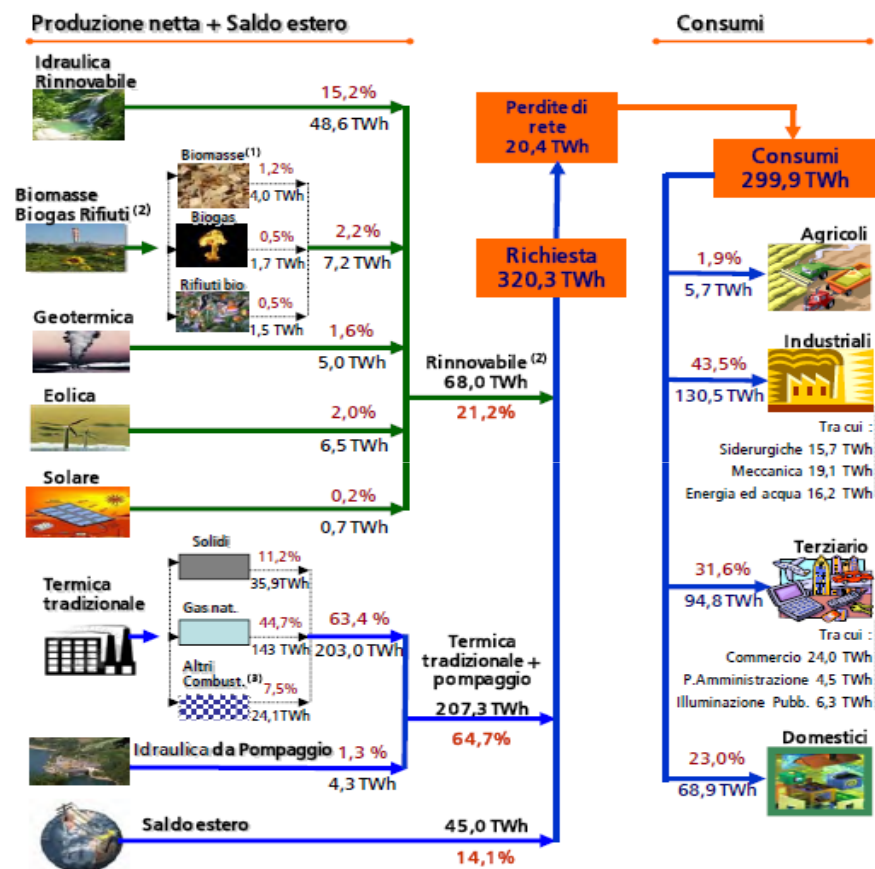 Produzione netta + Saldo estero
Idraulica
Rinnovabile
15,2%
48,6 TWh
Biomasse
Biogas Rifiuti (2)
Biomasse(1)
1,2%
4,0 TWh
Biogas
0,5%
1,7 TWh
Rifiuti bio
0,5%
1,5 TWh
2,2%
7,2 TWh
Geotermica
1,6%
5,0 TWh
Eolica
2,0%
6,5 TWh
Solare
0,2%
0,7 TWh
Rinnovabile (2)
68,0 TWh
21,2%
Termica
tradizionale
Solidi
11,2%
35,9TWh
Gas nat.
44,7%
143 TWh
Altri
Combust.(3)
7,5%
24,1TWh
63,4 %
203,0 TWh
Idraulica da Pompaggio
1,3 %
4,3 TWh
Termica
tradizionale +
pompaggio
207,3 TWh
64,7%
Saldo estero
45,0 TWh
14,1%
Richiesta
320,3 TWh
Perdite di
rete
20,4 TWh
Consumi
Consumi
299,9 TWh
Agricoli
1,9%
5,7 TWh
Industriali
43,5%
130,5 TWh
Tra cui :
Siderurgiche 15,7 TWh
Meccanica 19,1 TWh
Energia ed acqua 16,2 TWh
Terziario
31,6%
94,8 TWh
Tra cui :
Commercio 24,0 TWh
P.Amministrazione 4,5 TWh
Illuminazione Pubb. 6,3 TWh
Domestici
23,0%
68,9 TWh